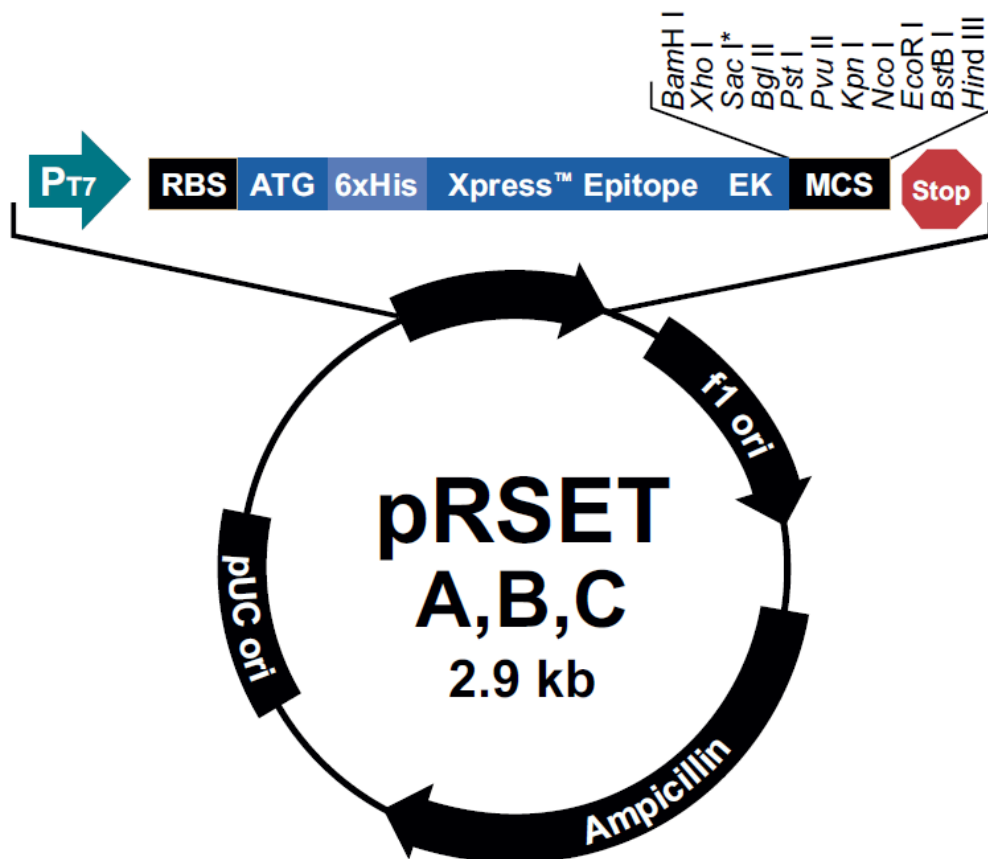 BamH I
Xho I
Sac I*
Bgl II
Pst I
Pvu II
Kpn I
Nco I
EcoR I
BstB I
Hind III
PT7
RBS
ATG
6xHis
Xpress™ Epitope
EK
MCS
Stop
f1 ori
pRSET
A,B,C
2.9 kb
pUC ori
Ampicillin